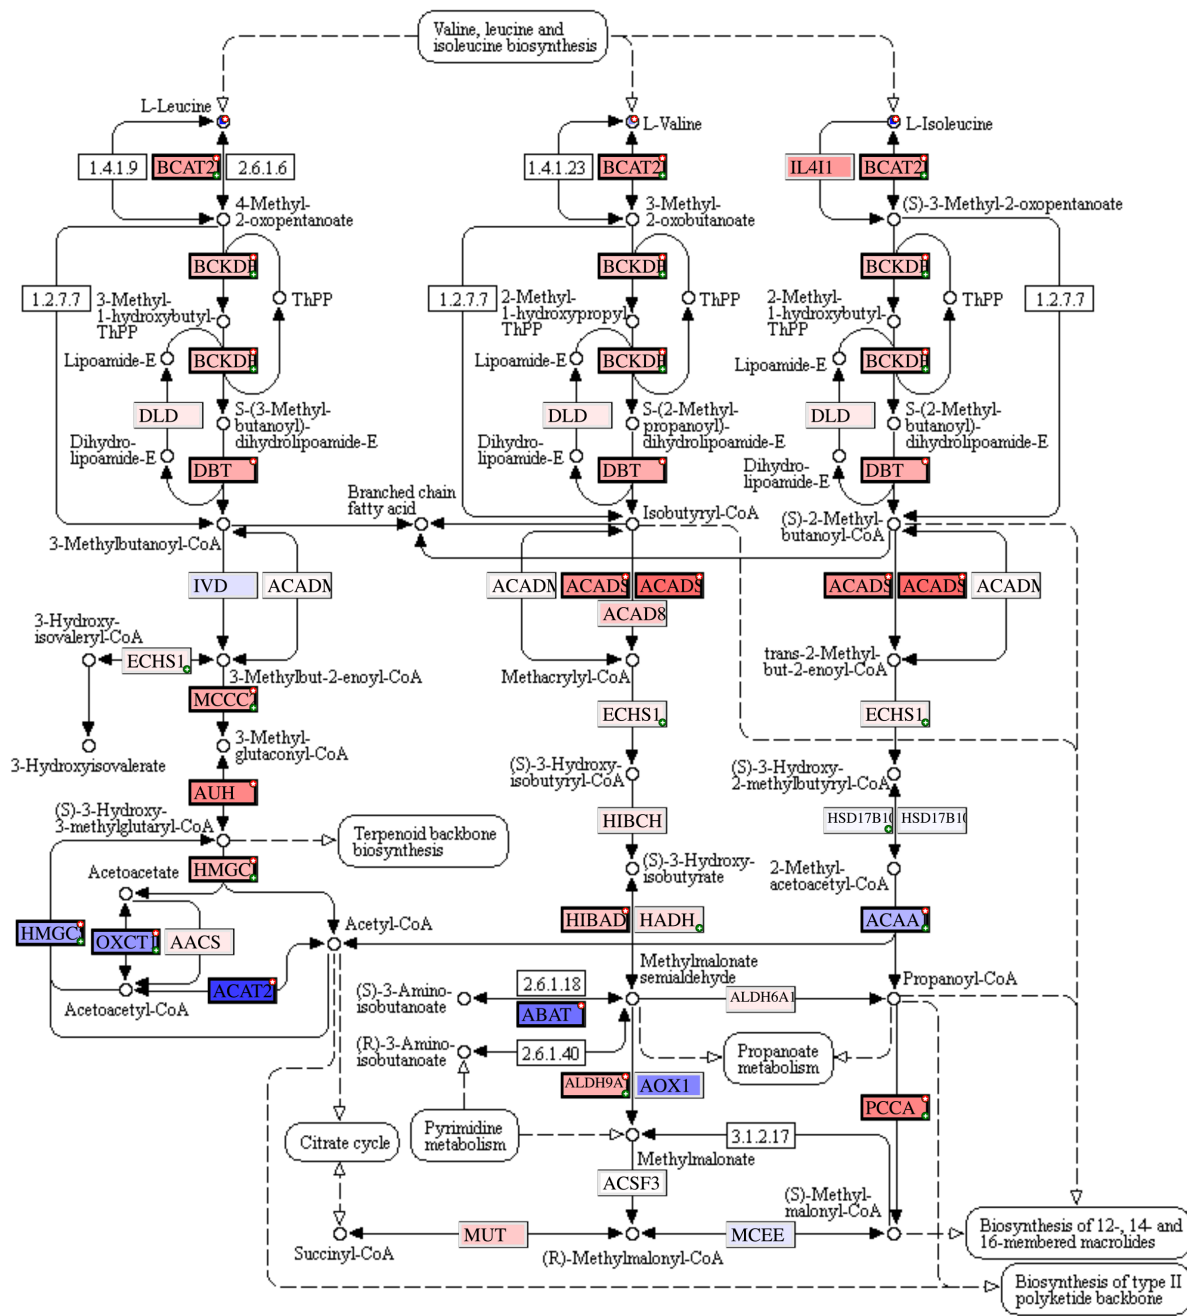 Valine, leucine and
isoleucine biosynthesis
L-Leucine
L-Valine
L-Isoleucine
1.4.1.9
BCAT2
2.6.1.6
1.4.1.23
BCAT2
IL4I1
BCAT2
4-Methyl-
2-oxopentanoate
3-Methyl-
2-oxobutanoate
(S)-3-Methyl-2-oxopentanoate
BCKDH
BCKDH
BCKDH
1.2.7.7
ThPP
1.2.7.7
ThPP
ThPP
1.2.7.7
3-Methyl-
1-hydroxybutyl-
ThPP
2-Methyl-
1-hydroxypropyl
ThPP
2-Methyl-
1-hydroxybutyl-
ThPP
Lipoamide-E
BCKDH
Lipoamide-E
BCKDH
Lipoamide-E
BCKDH
DLD
DLD
DLD
S-(3-Methyl-
butanoyl)-
dihydrolipoamide-E
S-(2-Methyl-
propanoyl)-
dihydrolipoamide-E
S-(2-Methyl-
butanoyl)-
dihydrolipoamide-E
Dihydro-
lipoamide-E
Dihydro-
lipoamide-E
Dihydro-
lipoamide-E
DBT
DBT
DBT
Branched chain
fatty acid
3-Methylbutanoyl-CoA
Isobutyryl-CoA
(S)-2-Methyl-
butanoyl-CoA
IVD
ACADM
ACADM
ACADS
ACADS
ACAD8
ACADS
ACADS
ACADM
3-Hydroxy-
isovaleryl-CoA
ECHS1
3-Methylbut-2-enoyl-CoA
Methacrylyl-CoA
trans-2-Methyl-
but-2-enoyl-CoA
MCCC2
ECHS1
ECHS1
3-Hydroxyisovalerate
3-Methyl-
glutaconyl-CoA
(S)-3-Hydroxy-
isobutyryl-CoA
(S)-3-Hydroxy-
2-methylbutyryl-CoA
AUH
(S)-3-Hydroxy-
3-methylglutaryl-CoA
Terpenoid backbone
biosynthesis
HIBCH
HSD17B10
HSD17B10
HMGC
Acetoacetate
(S)-3-Hydroxy-
isobutyrate
2-Methyl-
acetoacetyl-CoA
HMGC
OXCT1
AACS
Acetyl-CoA
HIBAD
HADH
ACAA1
ACAT2
Acetoacetyl-CoA
Methylmalonate
semialdehyde
Propanoyl-CoA
(S)-3-Amino-
isobutanoate
2.6.1.18
ABAT
ALDH6A1
(R)-3-Amino-
isobutanoate
2.6.1.40
Propanoate
metabolism
ALDH9A1
AOX1
PCCA
Citrate cycle
Pyrimidine
metabolism
3.1.2.17
Methylmalonate
ACSF3
(S)-Methyl-
malonyl-CoA
Succinyl-CoA
MUT
(R)-Methylmalonyl-CoA
MCEE
Biosynthesis of 12-, 14- and
16-membered macrolides
Biosynthesis of type II
polyketide backbone